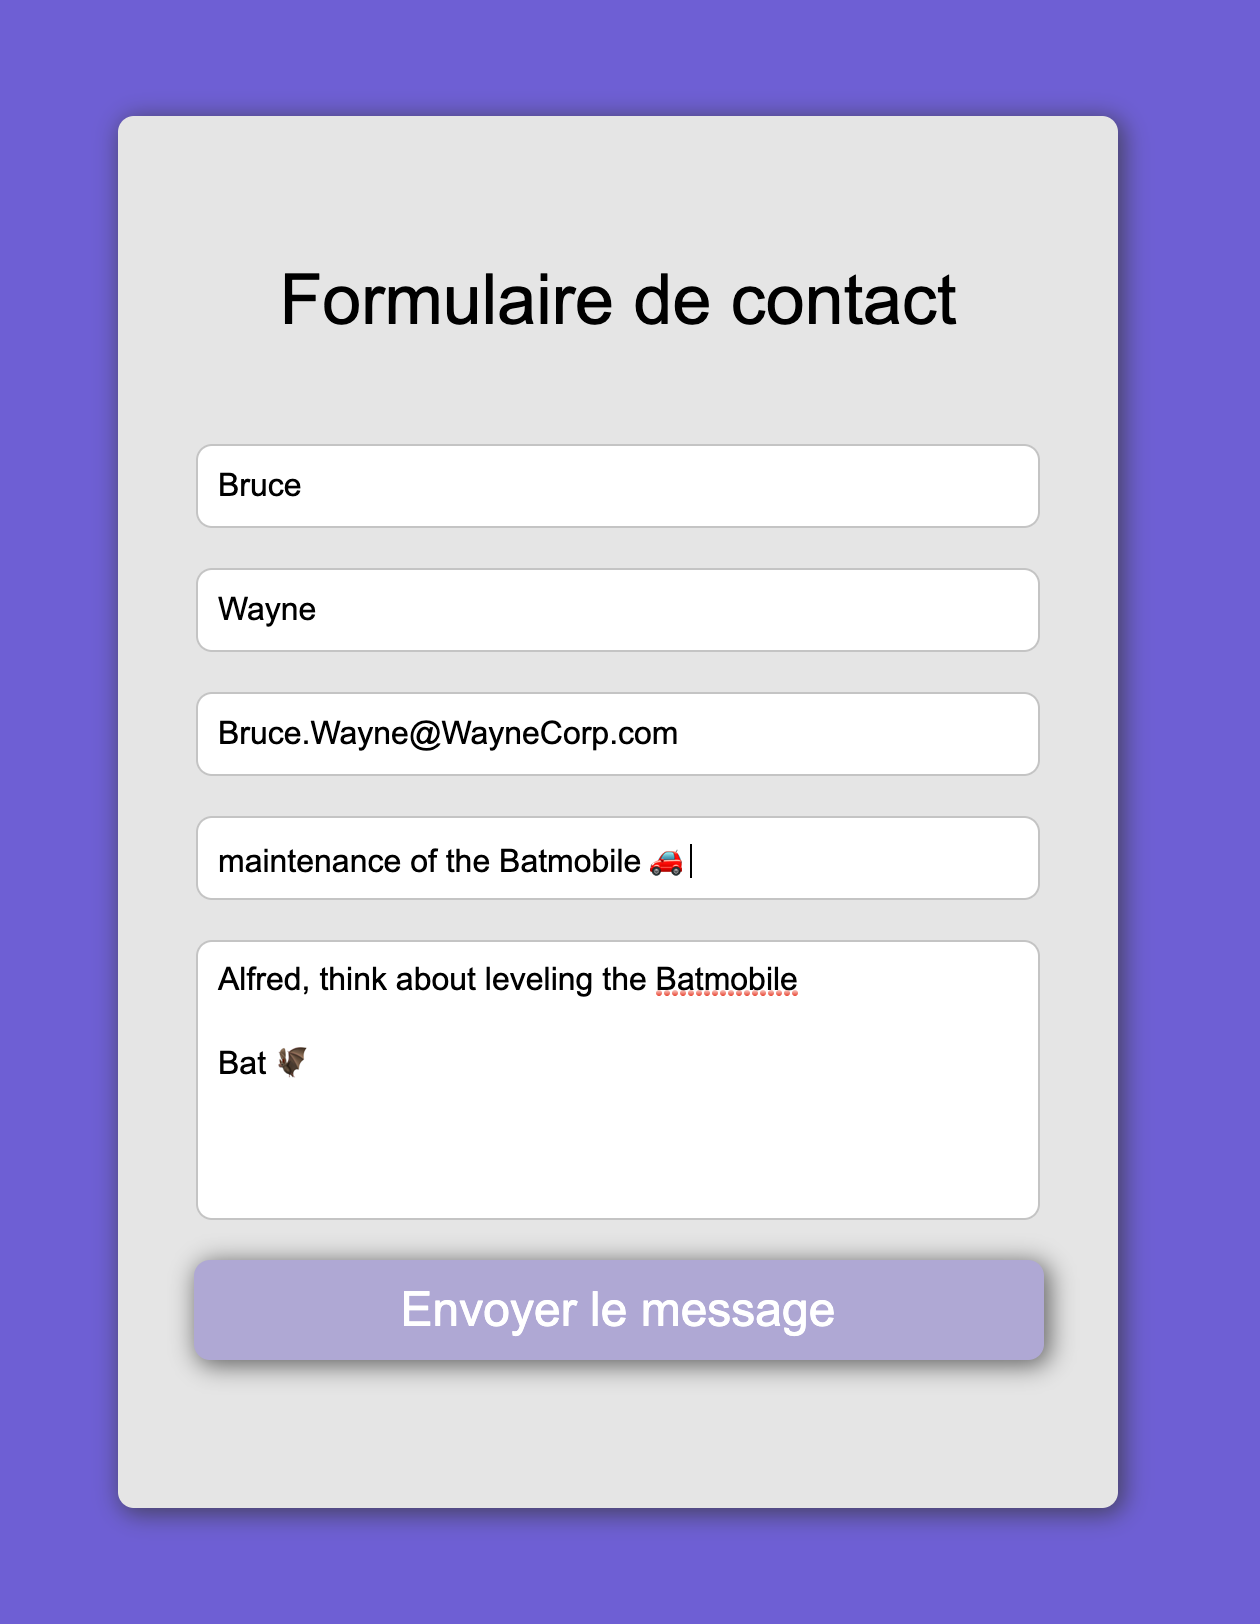 Formulaire de contact
Bruce
Wayne
Bruce.Wayne@WayneCorp.com
maintenance of the Batmobile 🚗
Alfred, think about leveling the Batmobile
Bat 🦇
Envoyer le message